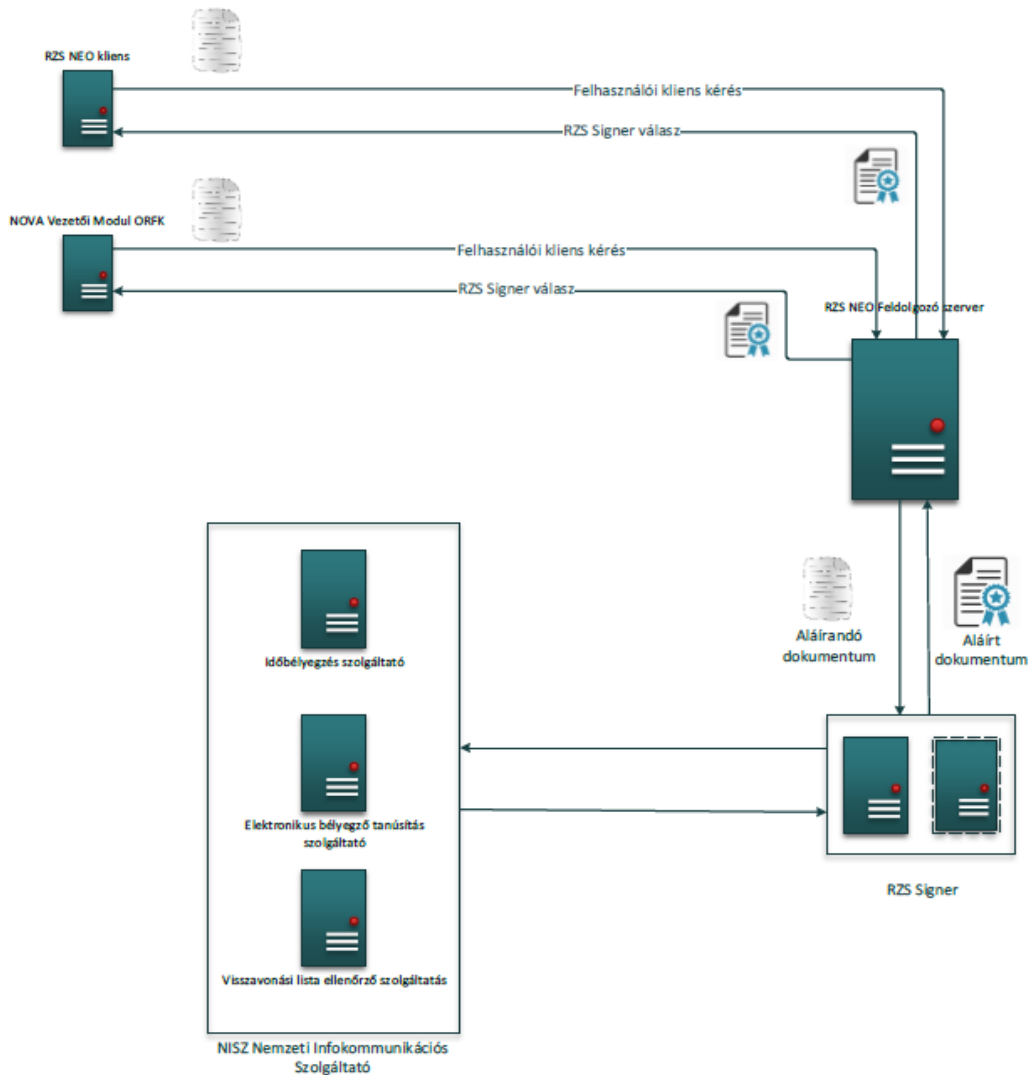 RZS NEO kliens
Felhasználói kliens kérés
RZS Signer válasz
NOVA Vezetői Modul ORFK
Felhasználói kliens kérés
RZS Signer válasz
RZS NEO Feldolgozó szerver
Időbélyegzés szolgáltató
Aláírandó
dokumentum
Aláírt
dokumentum
Elektronikus bélyegző tanúsítás
szolgáltató
RZS Signer
Visszavonási lista ellenőrző szolgáltatás
NISZ Nemzeti Infokommunikációs
Szolgáltató